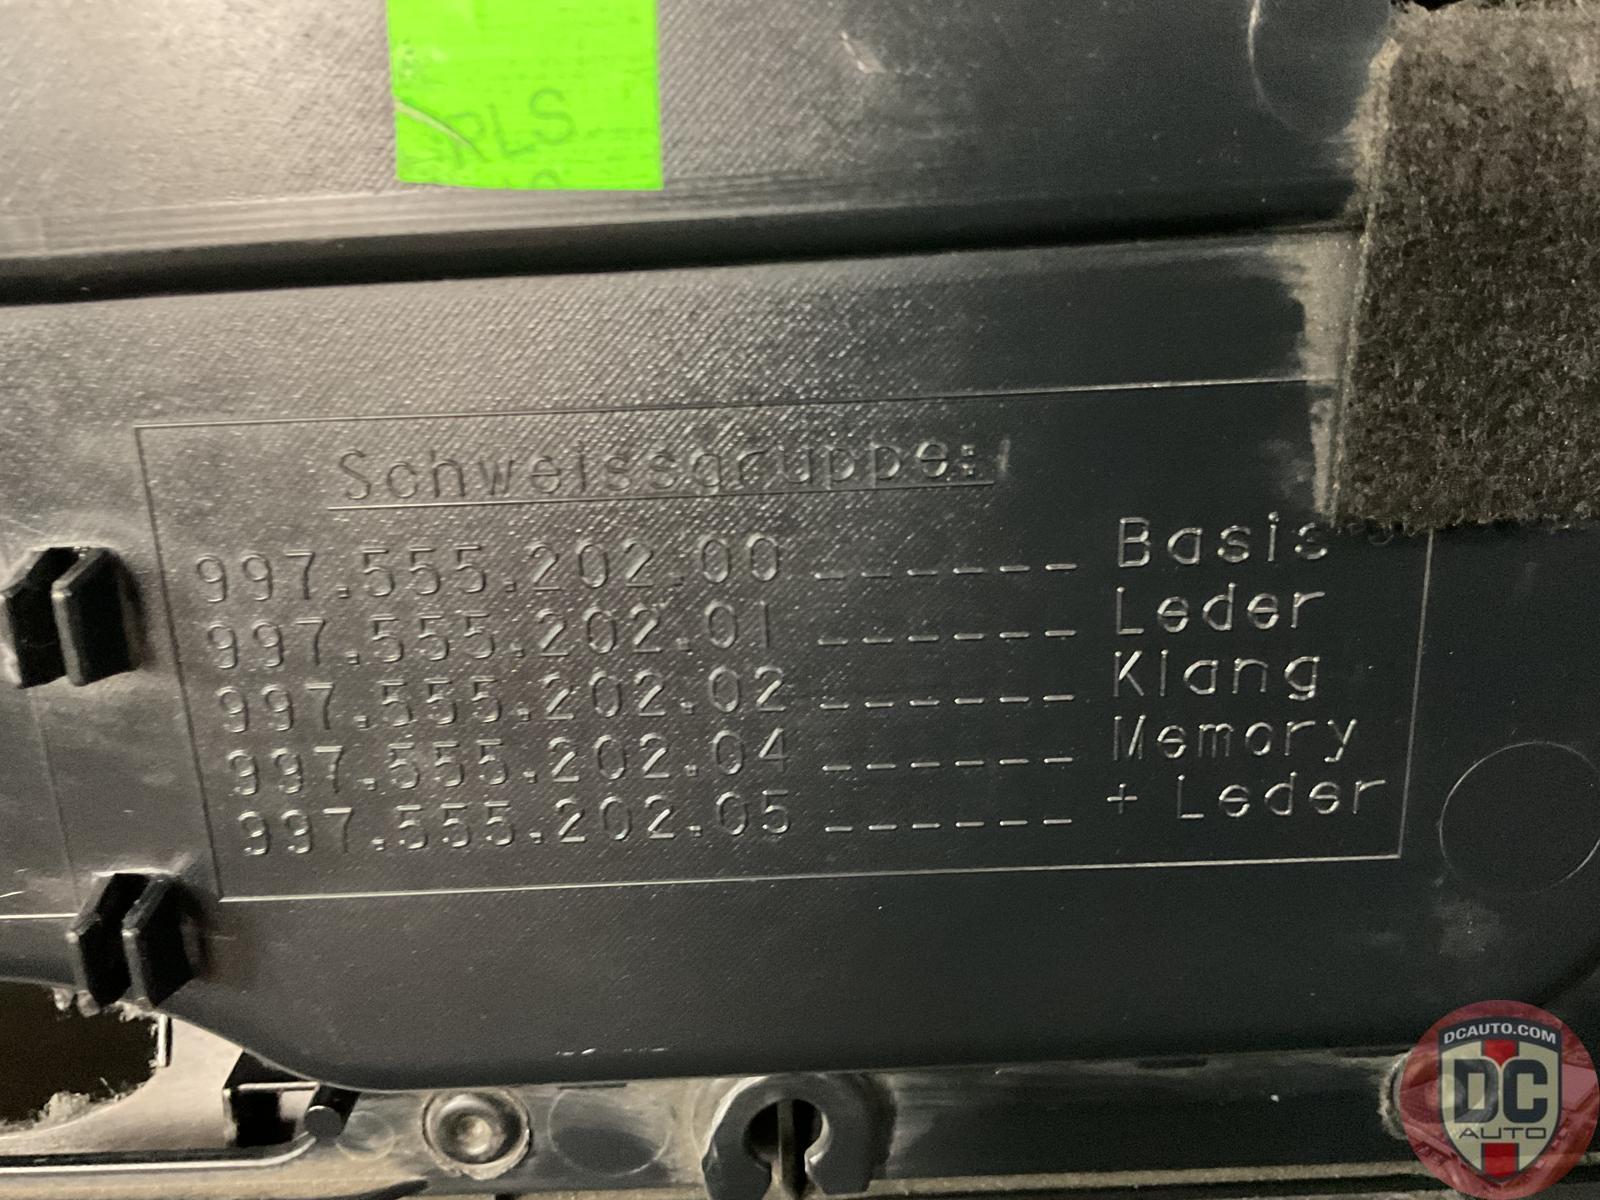 RLS
Schweissgruppe:
997.555.202.00 ______ Basis
997.555.202.01 ______ Leder
997.555.202.02 ______ Klang
997.555.202.04 ______ Memory
997.555.202.05 ______ + Leder
DCAUTO.COM
DC
AUTO